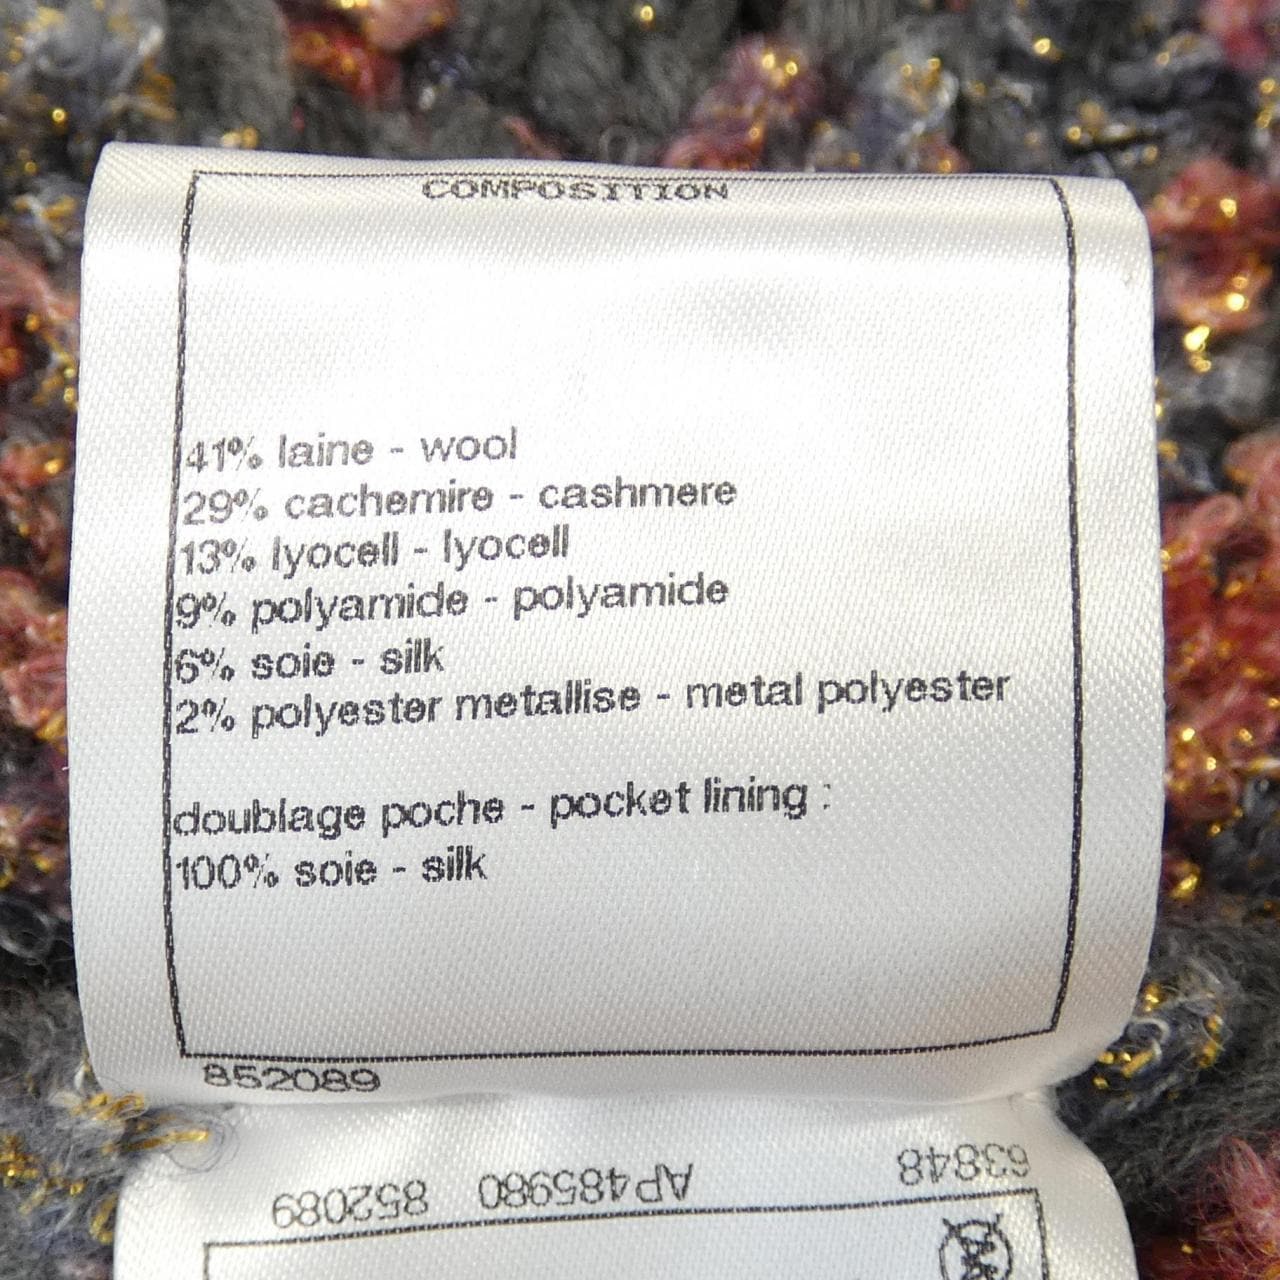 COMPOSITION
41% laine - wool
29% cachemire - cashmere
13% lyocell - lyocell
9% polyamide - polyamide
6% soie - silk
2% polyester metallise - metal polyester
doublage poche - pocket lining :
100% soie - silk
852089
63848 AP485980 852089